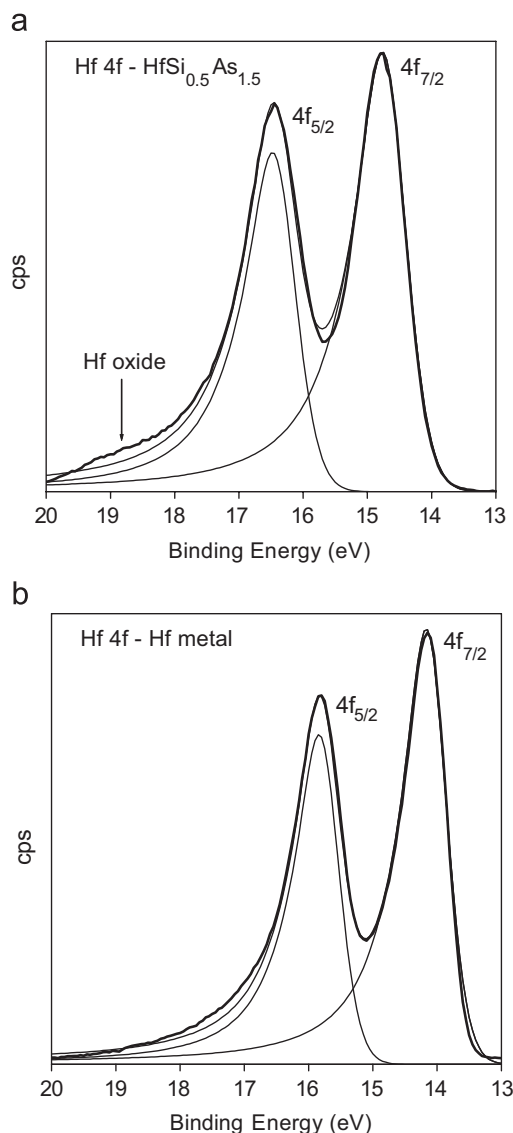 a
Hf 4f - HfSi₀.₅As₁.₅
4f₇/₂
4f₅/₂
cps
Hf oxide
20 19 18 17 16 15 14 13
Binding Energy (eV)
b
Hf 4f - Hf metal
4f₇/₂
4f₅/₂
cps
20 19 18 17 16 15 14 13
Binding Energy (eV)